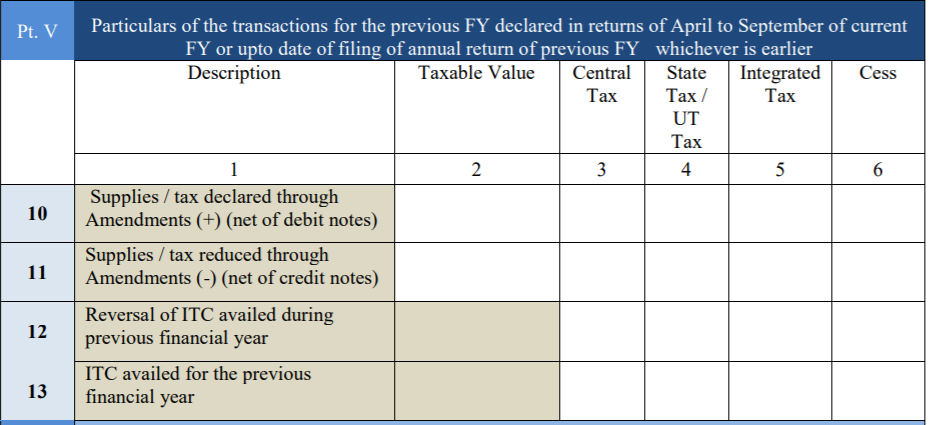 Pt. V
Particulars of the transactions for the previous FY declared in returns of April to September of current
FY or upto date of filing of annual return of previous FY whichever is earlier
Description
Taxable Value
Central
Tax
State
Tax /
UT
Tax
Integrated
Tax
Cess
1
2
3
4
5
6
10
Supplies / tax declared through
Amendments (+) (net of debit notes)
11
Supplies / tax reduced through
Amendments (-) (net of credit notes)
12
Reversal of ITC availed during
previous financial year
13
ITC availed for the previous
financial year